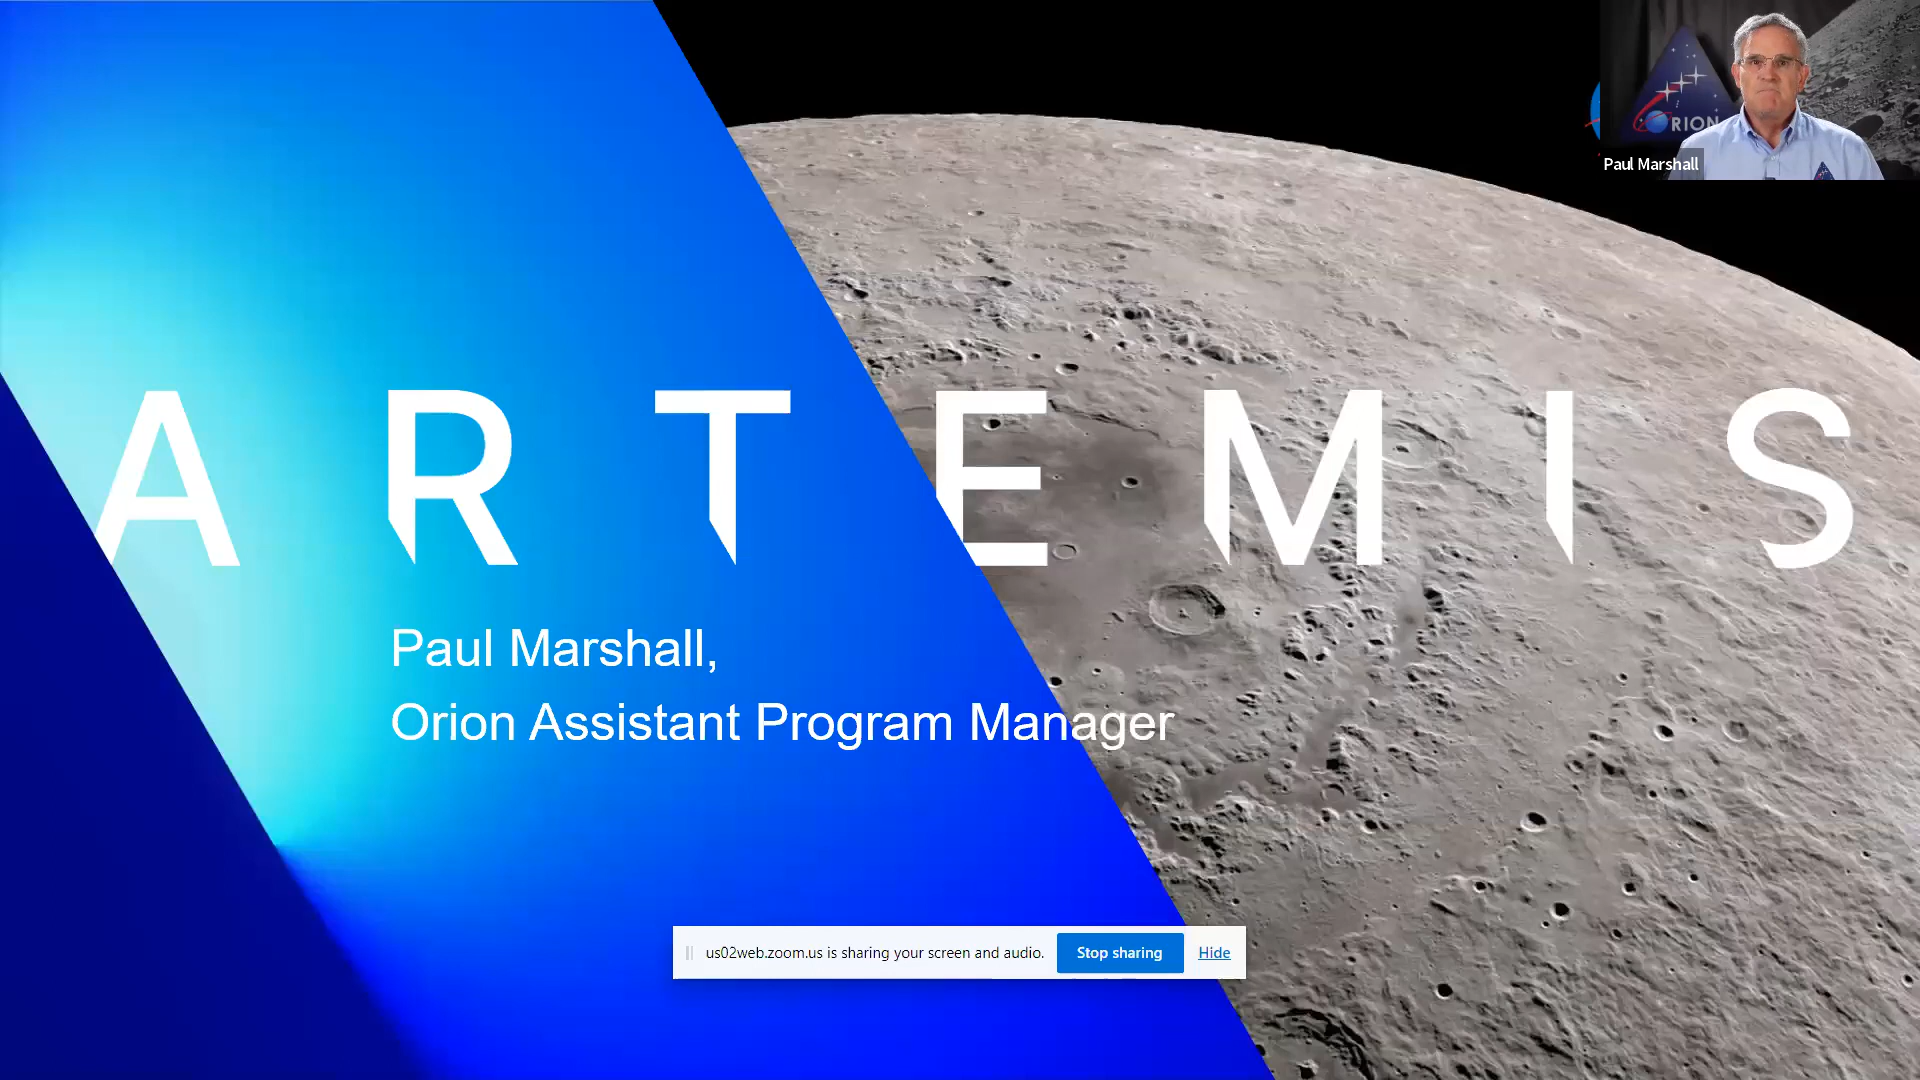 ORION
Paul Marshall
ARTEMIS
Paul Marshall,
Orion Assistant Program Manager
us02web.zoom.us is sharing your screen and audio.
Stop sharing
Hide